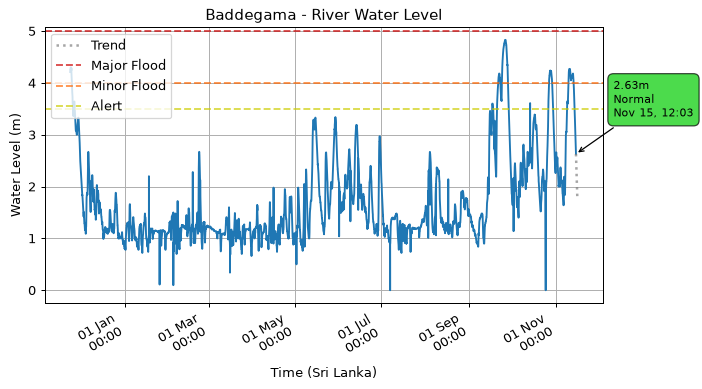 Baddegama - River Water Level
Trend
Major Flood
Minor Flood
Alert
2.63m
Normal
Nov 15, 12:03
Water Level (m)
5
4
3
2
1
0
01 Jan
00:00
01 Mar
00:00
01 May
00:00
01 Jul
00:00
01 Sep
00:00
01 Nov
00:00
Time (Sri Lanka)